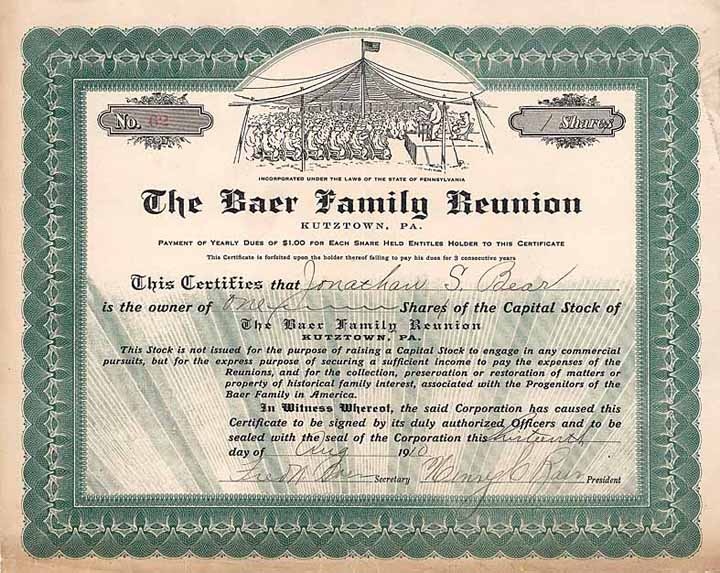 No. 62
1 Shares
INCORPORATED UNDER THE LAWS OF THE STATE OF PENNSYLVANIA
The Baer Family Reunion
KUTZTOWN, PA.
PAYMENT OF YEARLY DUES OF $1.00 FOR EACH SHARE HELD ENTITLES HOLDER TO THIS CERTIFICATE
This Certificate is forfeited upon the holder thereof failing to pay his dues for 3 consecutive years
This Certifies that Jonathan S. Bear
is the owner of One Shares of the Capital Stock of
The Baer Family Reunion
KUTZTOWN, PA.
This Stock is not issued for the purpose of raising a Capital Stock to engage in any commercial
pursuits, but for the express purpose of securing a sufficient income to pay the expenses of the
Reunions, and for the collection, preservation or restoration of matters or
property of historical family interest, associated with the Progenitors of the
Baer Family in America.
In Witness Whereof, the said Corporation has caused this
Certificate to be signed by its duly authorized Officers and to be
sealed with the seal of the Corporation this
day of Aug 1910
Secretary Henry C President